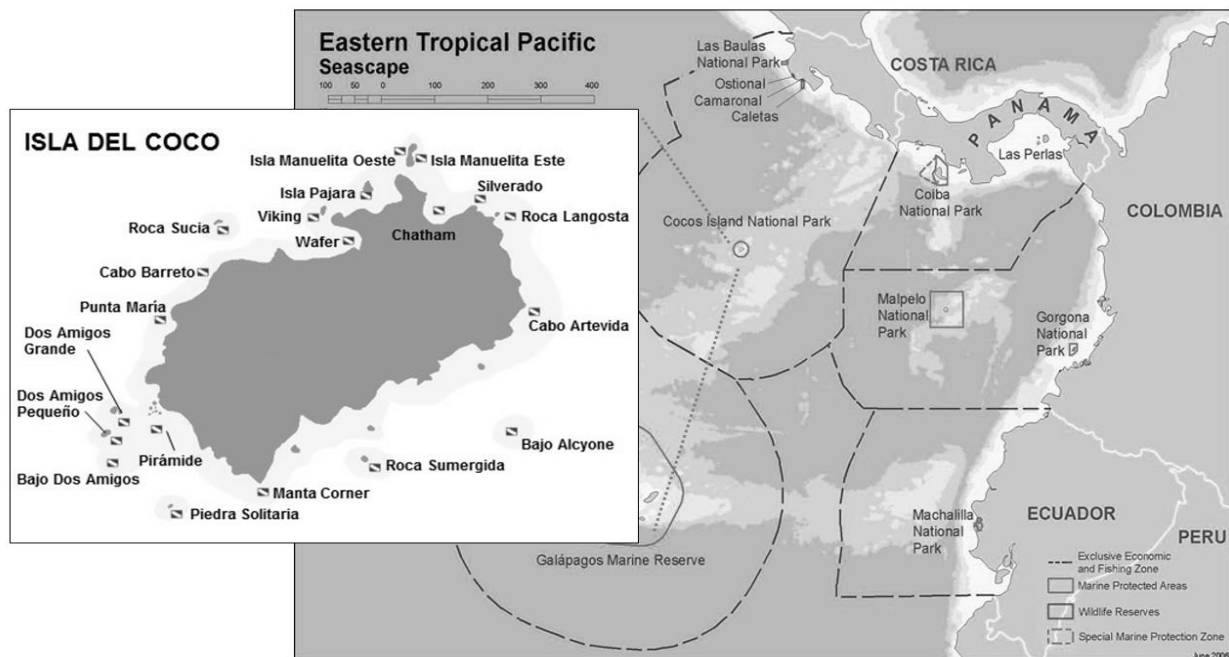 Eastern Tropical Pacific
Seascape
100 50 0 100 200 300 400
Las Baulas
National Park
Ostional
Camaronal
Caletas
COSTA RICA
PANAMA
Las Perlas
Coiba
National Park
COLOMBIA
Cocos Island National Park
Malpelo
National
Park
Gorgona
National
Park
Machalilla
National
Park
ECUADOR
PERU
Galápagos Marine Reserve
Exclusive Economic
and Fishing Zone
Marine Protected Areas
Wildlife Reserves
Special Marine Protection Zone
ISLA DEL COCO
Isla Manuelita Oeste
Isla Manuelita Este
Isla Pajara
Silverado
Viking
Roca Langosta
Roca Sucia
Wafer
Chatham
Cabo Barreto
Punta María
Cabo Artevida
Dos Amigos
Grande
Dos Amigos
Pequeño
Pirámide
Bajo Alcyone
Bajo Dos Amigos
Roca Sumergida
Manta Corner
Piedra Solitaria